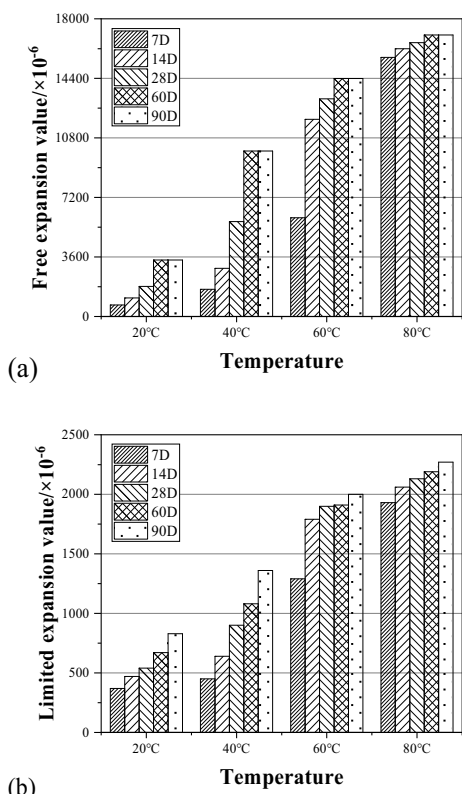 18000
14400
10800
7200
3600
0
Free expansion value/×10⁻⁶
7D
14D
28D
60D
90D
20℃ 40℃ 60℃ 80℃
Temperature
(a)
2500
2000
1500
1000
500
0
Limited expansion value/×10⁻⁶
7D
14D
28D
60D
90D
20℃ 40℃ 60℃ 80℃
Temperature
(b)